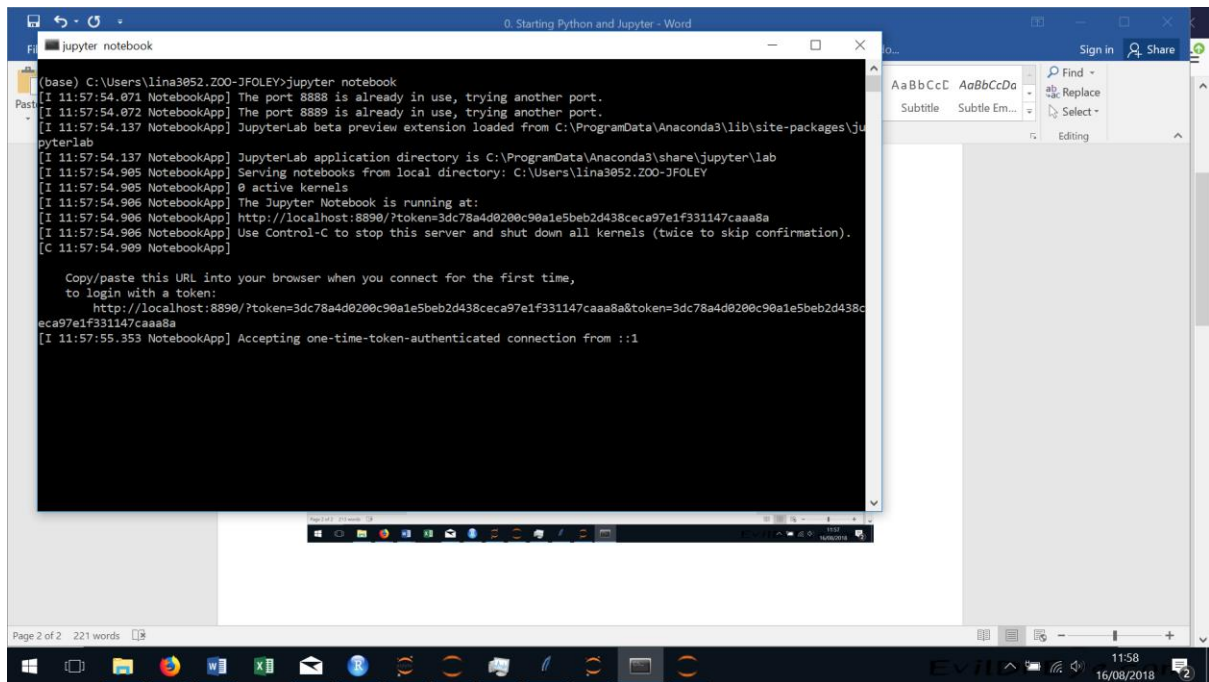 0. Starting Python and Jupyter - Word
jupyter notebook
Sign in Share
(base) C:\Users\lina3052.ZOO-JFOLEY>jupyter notebook
[I 11:57:54.071 NotebookApp] The port 8888 is already in use, trying another port.
[I 11:57:54.072 NotebookApp] The port 8889 is already in use, trying another port.
[I 11:57:54.137 NotebookApp] JupyterLab beta preview extension loaded from C:\ProgramData\Anaconda3\lib\site-packages\ju
pyterlab
[I 11:57:54.137 NotebookApp] JupyterLab application directory is C:\ProgramData\Anaconda3\share\jupyter\lab
[I 11:57:54.905 NotebookApp] Serving notebooks from local directory: C:\Users\lina3052.ZOO-JFOLEY
[I 11:57:54.905 NotebookApp] 0 active kernels
[I 11:57:54.906 NotebookApp] The Jupyter Notebook is running at:
[I 11:57:54.906 NotebookApp] http://localhost:8890/?token=3dc78a4d0200c90a1e5beb2d438ceca97e1f331147caaa8a
[I 11:57:54.906 NotebookApp] Use Control-C to stop this server and shut down all kernels (twice to skip confirmation).
[C 11:57:54.909 NotebookApp]
Copy/paste this URL into your browser when you connect for the first time,
to login with a token:
http://localhost:8890/?token=3dc78a4d0200c90a1e5beb2d438ceca97e1f331147caaa8a&token=3dc78a4d0200c90a1e5beb2d438c
eca97e1f331147caaa8a
[I 11:57:55.353 NotebookApp] Accepting one-time-token-authenticated connection from ::1
Past
AaBbCcD AaBbCcDa
Subtitle Subtle Em...
Find
Replace
Select
Editing
11:57
16/08/2018
Page 2 of 2 221 words
11:58
16/08/2018
2